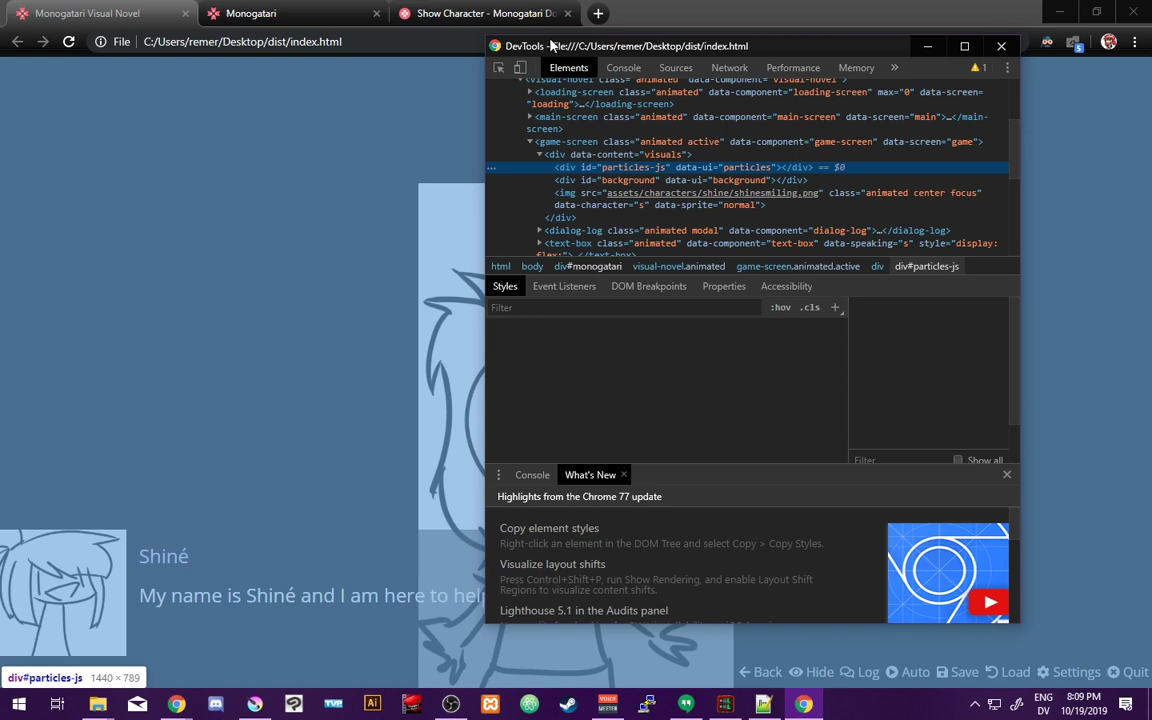 Monogatari Visual Novel
Monogatari
Show Character - Monogatari Do
File
C:/Users/remer/Desktop/dist/index.html
DevTools - file:///C:/Users/remer/Desktop/dist/index.html
Elements Console Sources Network Performance Memory » 1
<visual-novel class="animated" data-component="visual-novel">
<loading-screen class="animated" data-component="loading-screen" max="0" data-screen=
"loading">…</loading-screen>
<main-screen class="animated" data-component="main-screen" data-screen="main">…</main-
screen>
<game-screen class="animated active" data-component="game-screen" data-screen="game">
<div data-content="visuals">
… <div id="particles-js" data-ui="particles"></div> == $0
<div id="background" data-ui="background"></div>
<img src="assets/characters/shine/shinesmiling.png" class="animated center focus"
data-character="s" data-sprite="normal">
</div>
<dialog-log class="animated modal" data-component="dialog-log">…</dialog-log>
<text-box class="animated" data-component="text-box" data-speaking="s" style="display:
flex;">…</text-box>
html body div#monogatari visual-novel.animated game-screen.animated.active div div#particles-js
Styles Event Listeners DOM Breakpoints Properties Accessibility
Filter :hov .cls +
Filter Show all
Console What's New
Highlights from the Chrome 77 update
Copy element styles
Right-click an element in the DOM Tree and select Copy > Copy Styles.
Visualize layout shifts
Press Control+Shift+P, run Show Rendering, and enable Layout Shift
Regions to visualize content shifts.
Lighthouse 5.1 in the Audits panel
Shiné
My name is Shiné and I am here to hel
div#particles-js 1440 × 789
Back Hide Log Auto Save Load Settings Quit
ENG
DV
8:09 PM
10/19/2019